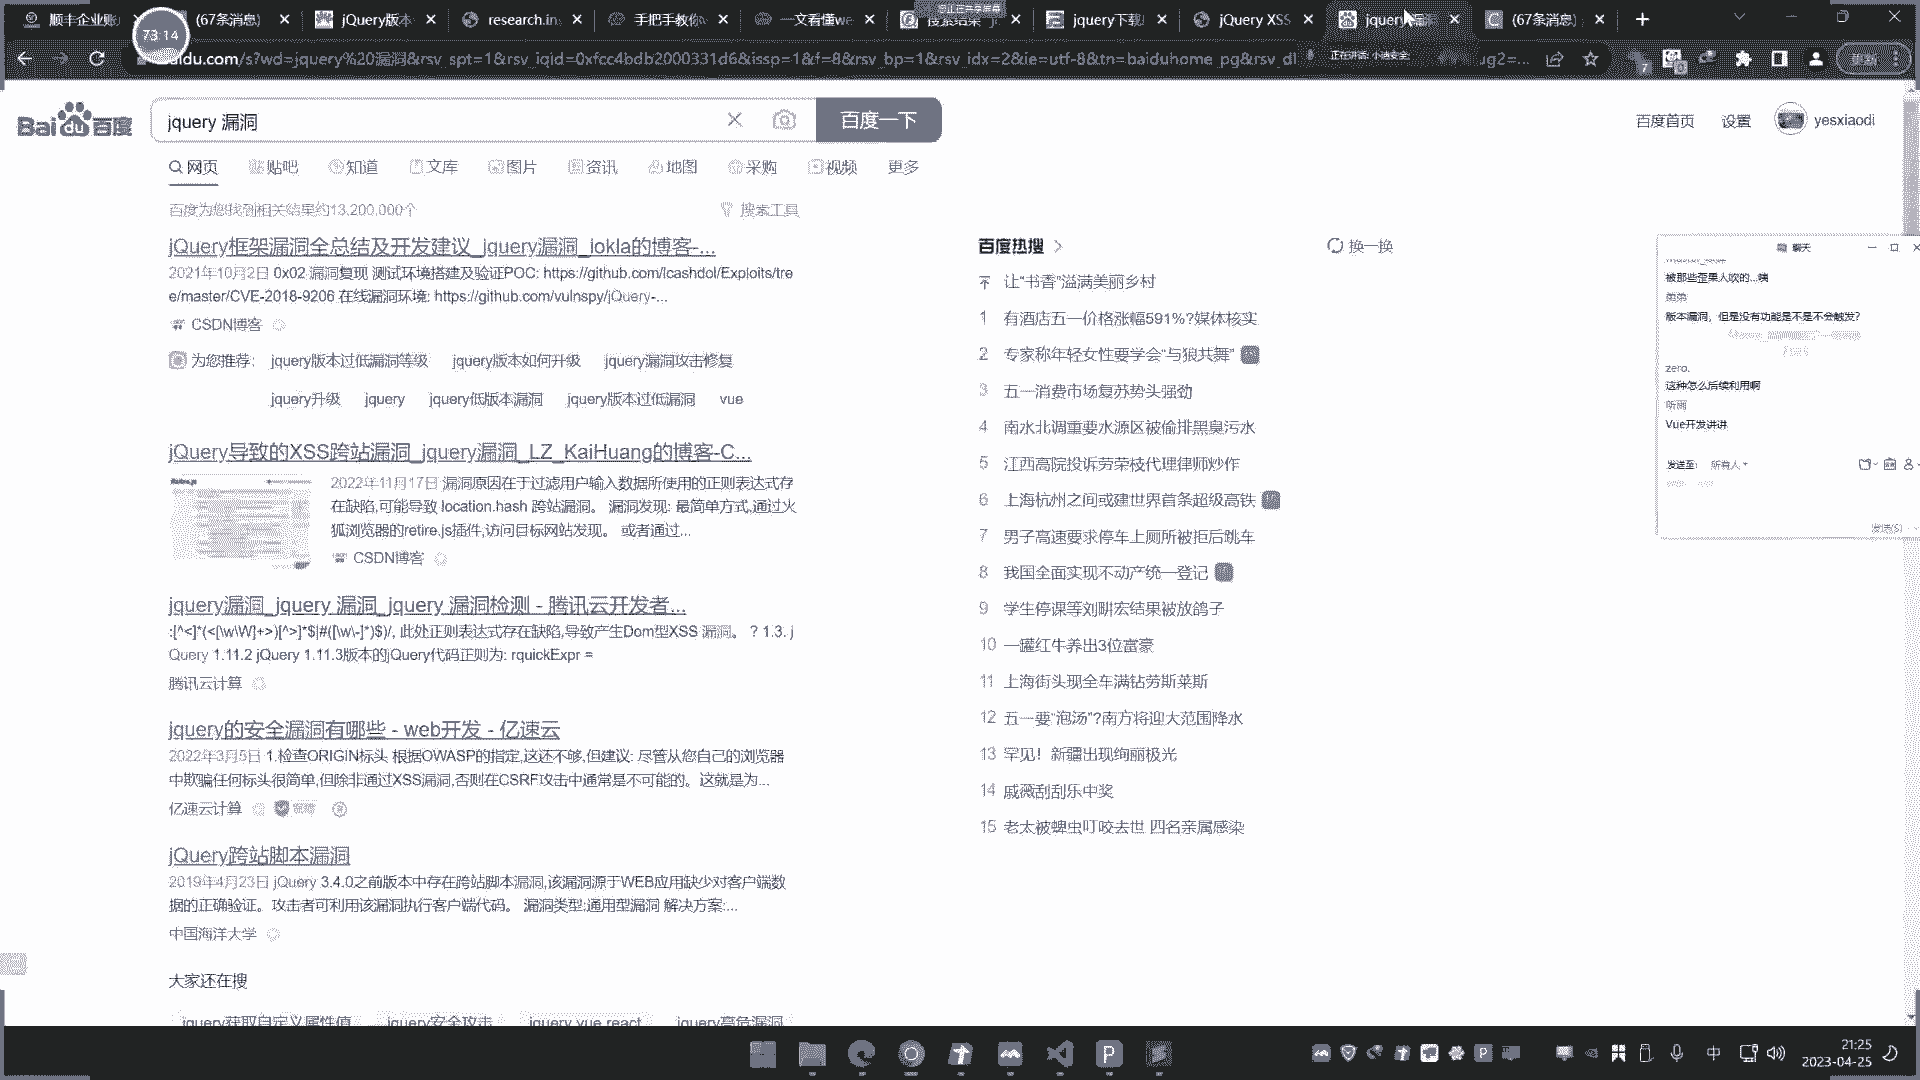 顺丰企业账
(67条消息)
jQuery版本
research.in
手把手教你
一文看懂we
搜索结果
jquery下载
jQuery XSS
jquery 漏洞
(67条消息)
您正在共享屏幕
73:14
baidu.com/s?wd=jquery%20漏洞&rsv_spt=1&rsv_iqid=0xfcc4bdb2000331d6&issp=1&f=8&rsv_bp=1&rsv_idx=2&ie=utf-8&tn=baiduhome_pg&rsv_dl
正在讲话: 小迪安全
ug2=...
更新
Bai du 百度
jquery 漏洞
百度一下
百度首页
设置
yesxiaodi
网页
贴吧
知道
文库
图片
资讯
地图
采购
视频
更多
百度为您找到相关结果约13,200,000个
搜索工具
jQuery框架漏洞全总结及开发建议_jquery漏洞_iokla的博客-...
2021年10月2日 0x02 漏洞复现 测试环境搭建及验证POC: https://github.com/lcashdol/Exploits/tre
e/master/CVE-2018-9206 在线漏洞环境: https://github.com/vulnspy/jQuery-...
CSDN博客
为您推荐:
jquery版本过低漏洞等级
jquery版本如何升级
jquery漏洞攻击修复
jquery升级
jquery
jquery低版本漏洞
jquery版本过低漏洞
vue
jQuery导致的XSS跨站漏洞_jquery漏洞_LZ_KaiHuang的博客-C...
2022年11月17日 漏洞原因在于过滤用户输入数据所使用的正则表达式存
在缺陷,可能导致 location.hash 跨站漏洞。 漏洞发现: 最简单方式,通过火
狐浏览器的retire.js插件,访问目标网站发现。 或者通过...
CSDN博客
jquery漏洞_jquery 漏洞_jquery 漏洞检测 - 腾讯云开发者...
:[^<]*(<[\w\W]+>)[^>]*$|#([\w\-]*)$)/, 此处正则表达式存在缺陷,导致产生Dom型XSS 漏洞。 ? 1.3. j
Query 1.11.2 jQuery 1.11.3版本的jQuery代码正则为: rquickExpr =
腾讯云计算
jquery的安全漏洞有哪些 - web开发 - 亿速云
2022年3月5日 1.检查ORIGIN标头 根据OWASP的指定,这还不够,但建议: 尽管从您自己的浏览器
中欺骗任何标头很简单,但除非通过XSS漏洞,否则在CSRF攻击中通常是不可能的。这就是为...
亿速云计算
jQuery跨站脚本漏洞
2019年4月23日 jQuery 3.4.0之前版本中存在跨站脚本漏洞,该漏洞源于WEB应用缺少对客户端数
据的正确验证。攻击者可利用该漏洞执行客户端代码。 漏洞类型:通用型漏洞 解决方案:...
中国海洋大学
大家还在搜
jquery获取自定义属性值
jquery安全攻击
jquery vue react
jquery高危漏洞
百度热搜
换一换
让“书香”溢满美丽乡村
1 有酒店五一价格涨幅591%?媒体核实
2 专家称年轻女性要学会“与狼共舞”
3 五一消费市场复苏势头强劲
4 南水北调重要水源区被偷排黑臭污水
5 江西高院投诉劳荣枝代理律师炒作
6 上海杭州之间或建世界首条超级高铁
7 男子高速要求停车上厕所被拒后跳车
8 我国全面实现不动产统一登记
9 学生停课等刘畊宏结果被放鸽子
10 一罐红牛养出3位富豪
11 上海街头现全车满钻劳斯莱斯
12 五一要“泡汤”?南方将迎大范围降水
13 罕见！新疆出现绚丽极光
14 戚薇刮刮乐中奖
15 老太被蜱虫叮咬去世 四名亲属感染
聊天
被那些歪果人吹的...咦
弟弟
版本漏洞，但是没有功能是不是不会触发?
zero.
这种怎么后续利用啊
听雨
Vue开发讲讲
发送至:
所有人
发送(S)
中
21:25
2023-04-25